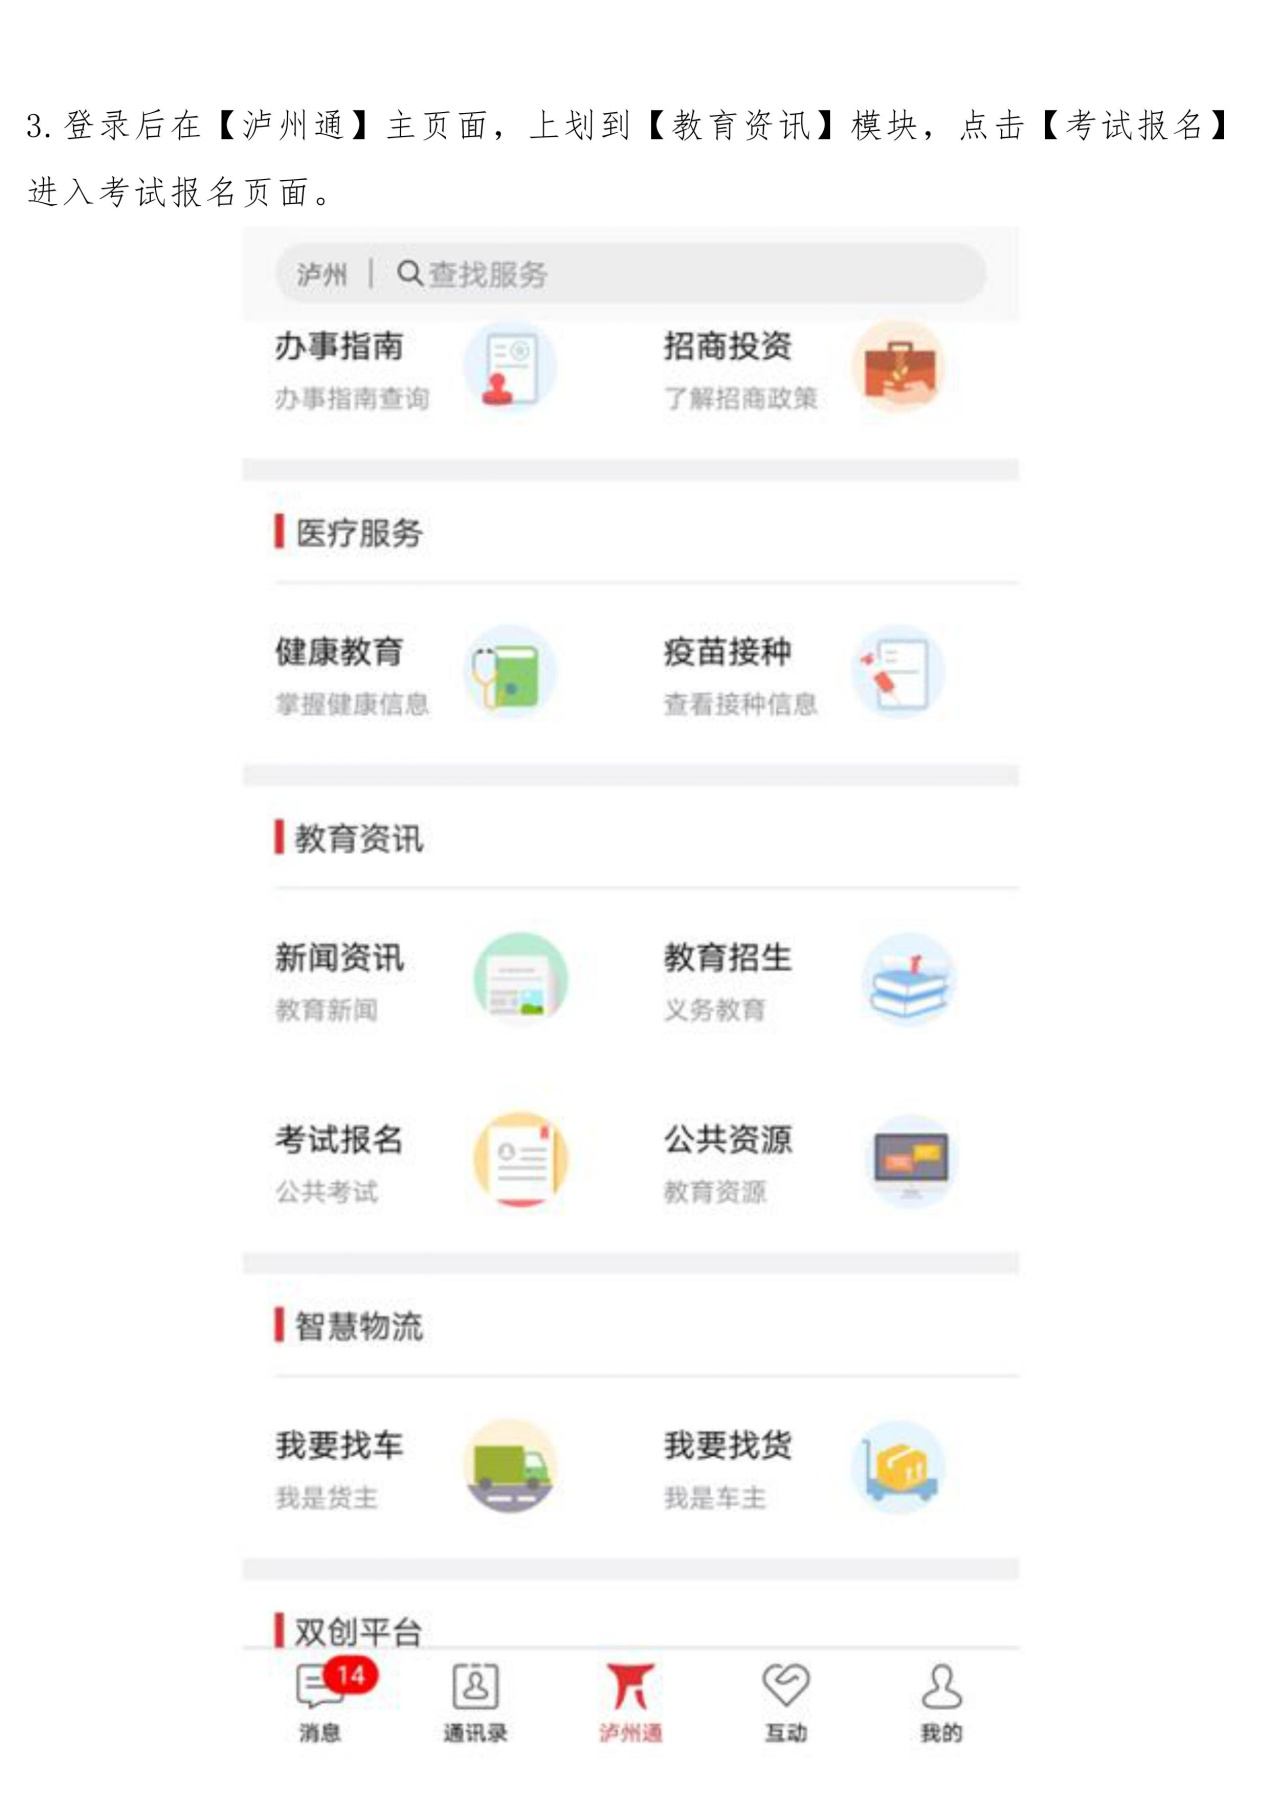 3. 登录后在【泸州通】主页面，上划到【教育资讯】模块，点击【考试报名】
进入考试报名页面。
泸州 | 查找服务
办事指南 招商投资
办事指南查询 了解招商政策
医疗服务
健康教育 疫苗接种
掌握健康信息 查看接种信息
教育资讯
新闻资讯 教育招生
教育新闻 义务教育
考试报名 公共资源
公共考试 教育资源
智慧物流
我要找车 我要找货
我是货主 我是车主
双创平台
14
消息 通讯录 泸州通 互动 我的